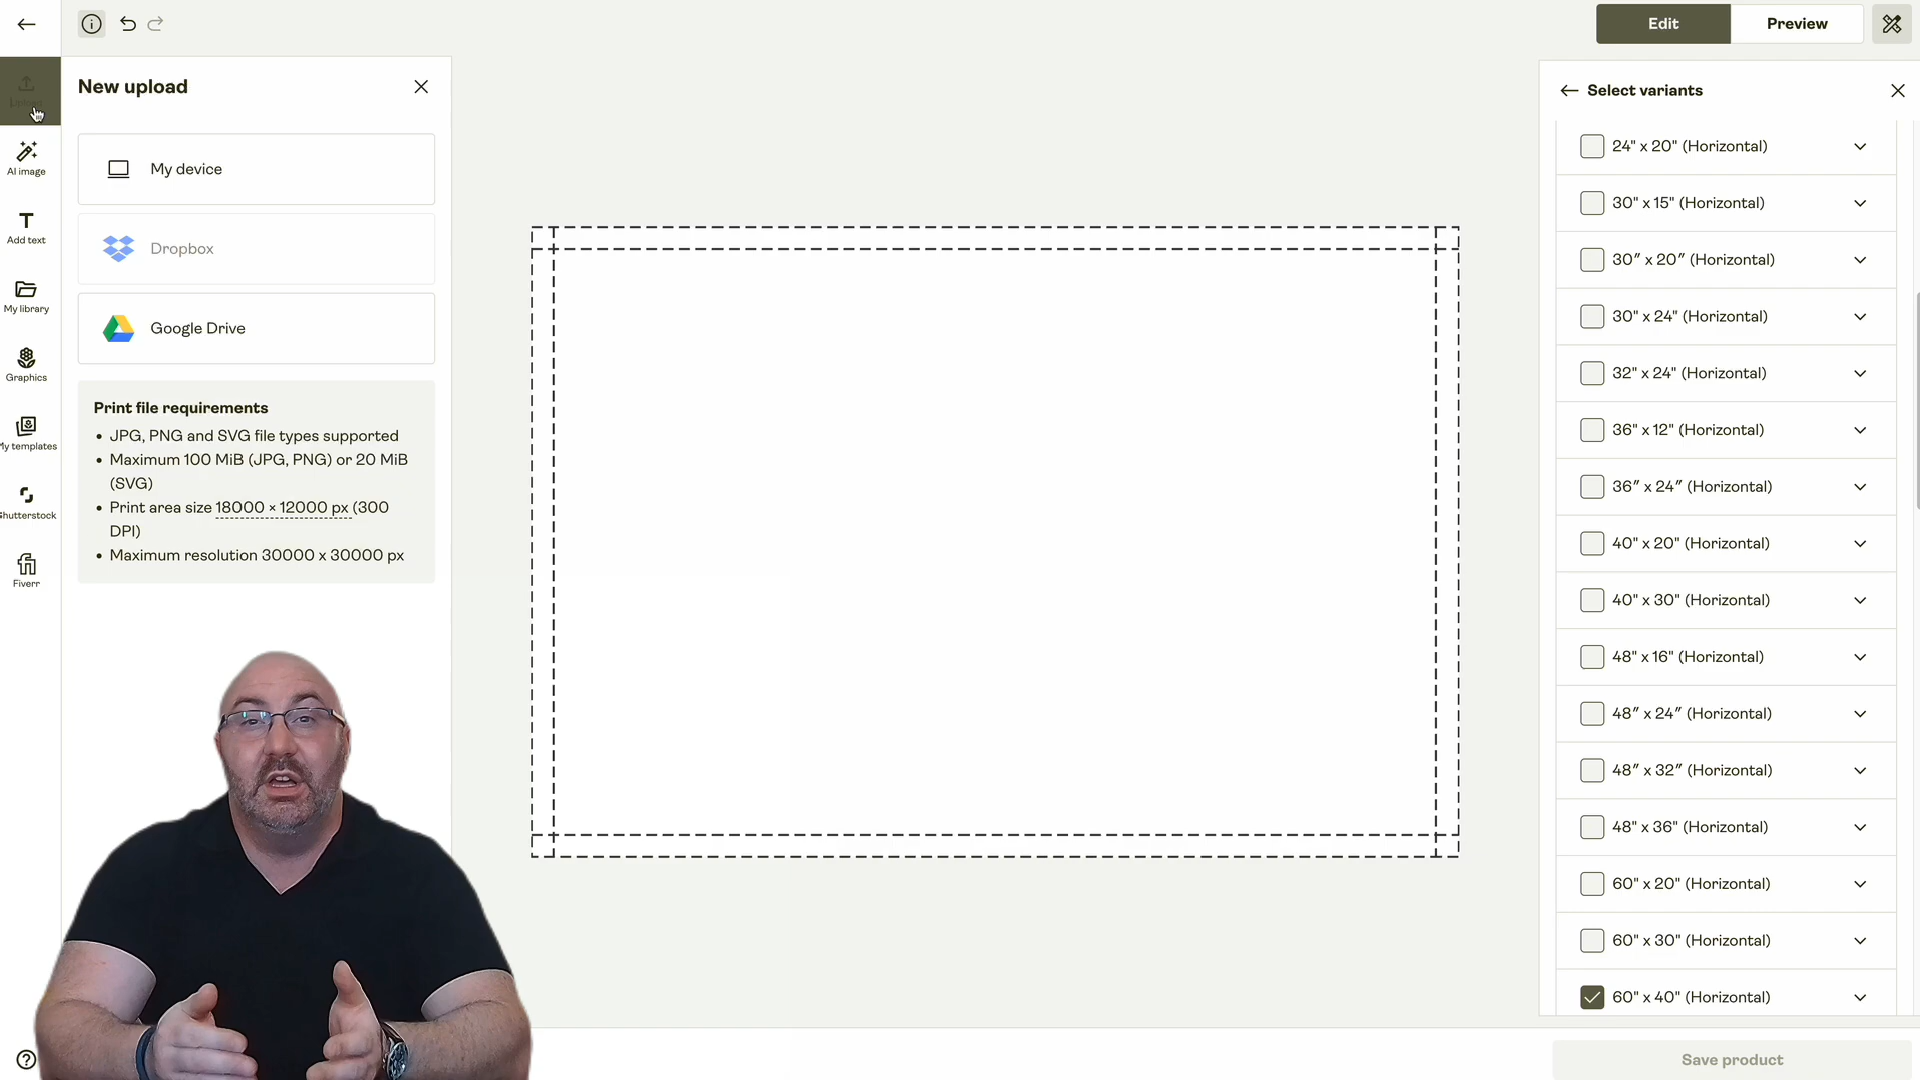 Edit
Preview
Upload
AI image
Add text
My library
Graphics
My templates
Shutterstock
Fiverr
New upload
My device
Dropbox
Google Drive
Print file requirements
• JPG, PNG and SVG file types supported
• Maximum 100 MiB (JPG, PNG) or 20 MiB
(SVG)
• Print area size 18000 × 12000 px (300
DPI)
• Maximum resolution 30000 x 30000 px
Select variants
24" x 20" (Horizontal)
30" x 15" (Horizontal)
30″ x 20″ (Horizontal)
30" x 24" (Horizontal)
32" x 24" (Horizontal)
36" x 12" (Horizontal)
36″ x 24″ (Horizontal)
40" x 20" (Horizontal)
40" x 30" (Horizontal)
48" x 16" (Horizontal)
48″ x 24″ (Horizontal)
48″ x 32″ (Horizontal)
48" x 36" (Horizontal)
60" x 20" (Horizontal)
60" x 30" (Horizontal)
60" x 40" (Horizontal)
Save product